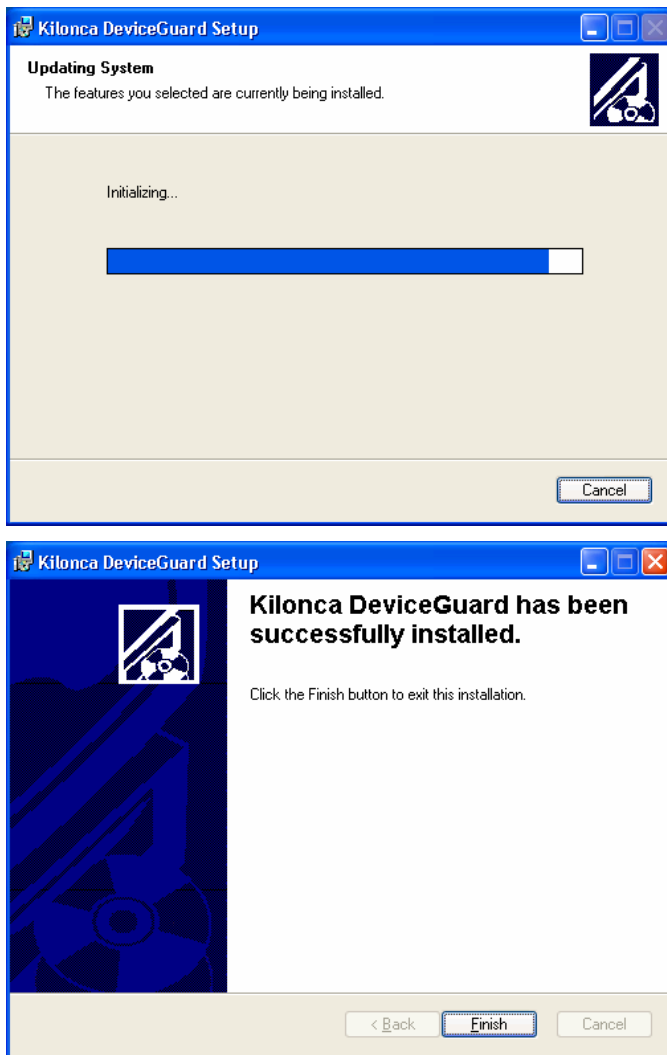 Kilonca DeviceGuard Setup
Updating System
The features you selected are currently being installed.
Initializing...
Cancel
Kilonca DeviceGuard Setup
Kilonca DeviceGuard has been
successfully installed.
Click the Finish button to exit this installation.
< Back
Finish
Cancel